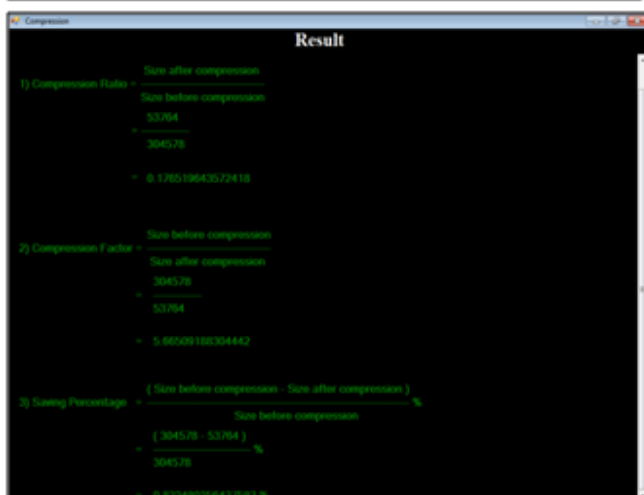 Compression
Result
Size after compression
1) Compression Ratio =
Size before compression
53764
=
304578
= 0.176519643572418
Size before compression
2) Compression Factor =
Size after compression
304578
=
53764
= 5.66509188304442
( Size before compression - Size after compression )
3) Saving Percentage = %
Size before compression
( 304578 - 53764 )
= %
304578